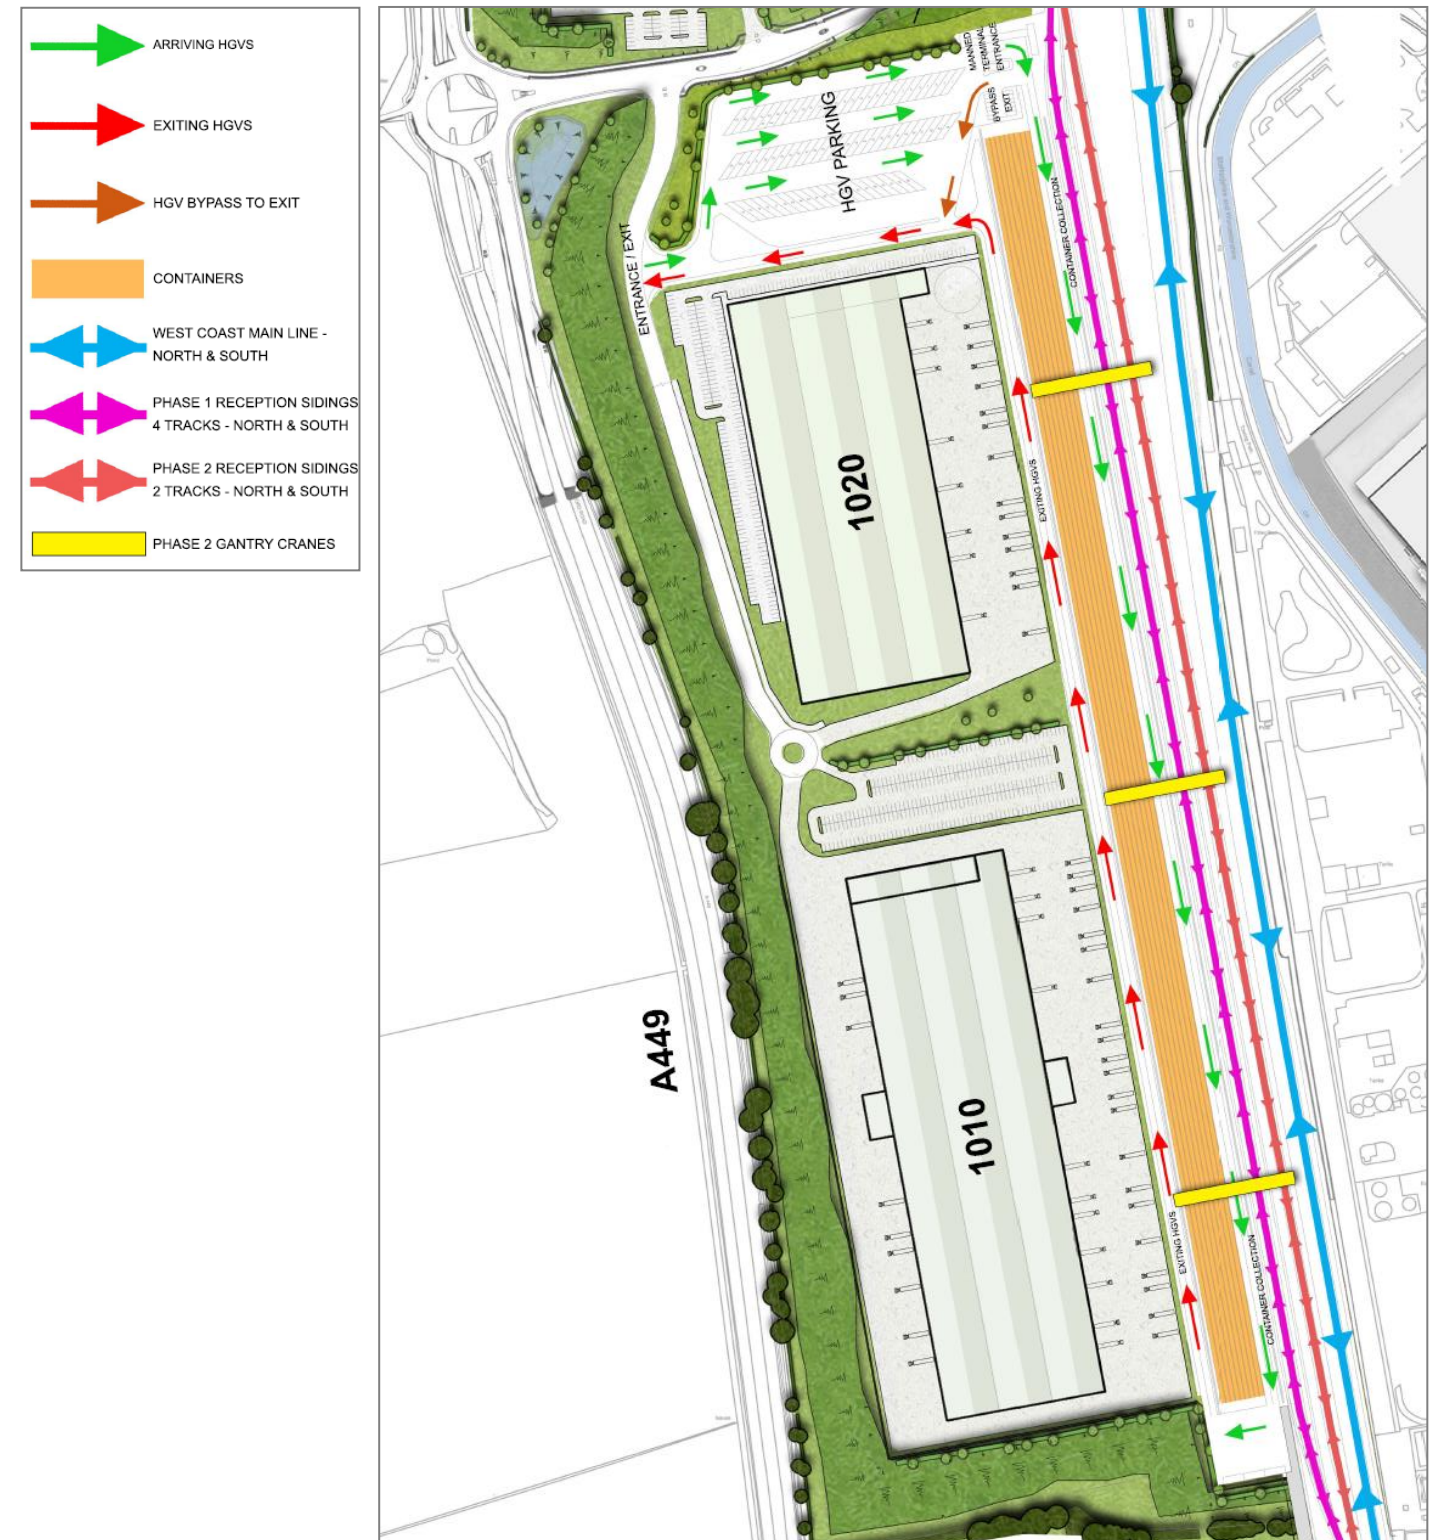 ARRIVING HGVS
EXITING HGVS
HGV BYPASS TO EXIT
CONTAINERS
WEST COAST MAIN LINE -
NORTH & SOUTH
PHASE 1 RECEPTION SIDINGS
4 TRACKS - NORTH & SOUTH
PHASE 2 RECEPTION SIDINGS
2 TRACKS - NORTH & SOUTH
PHASE 2 GANTRY CRANES
MANNED
TERMINAL
ENTRANCE
BYPASS
EXIT
HGV PARKING
CONTAINER COLLECTION
ENTRANCE / EXIT
1020
EXITING HGVS
A449
1010
EXITING HGVS
CONTAINER COLLECTION